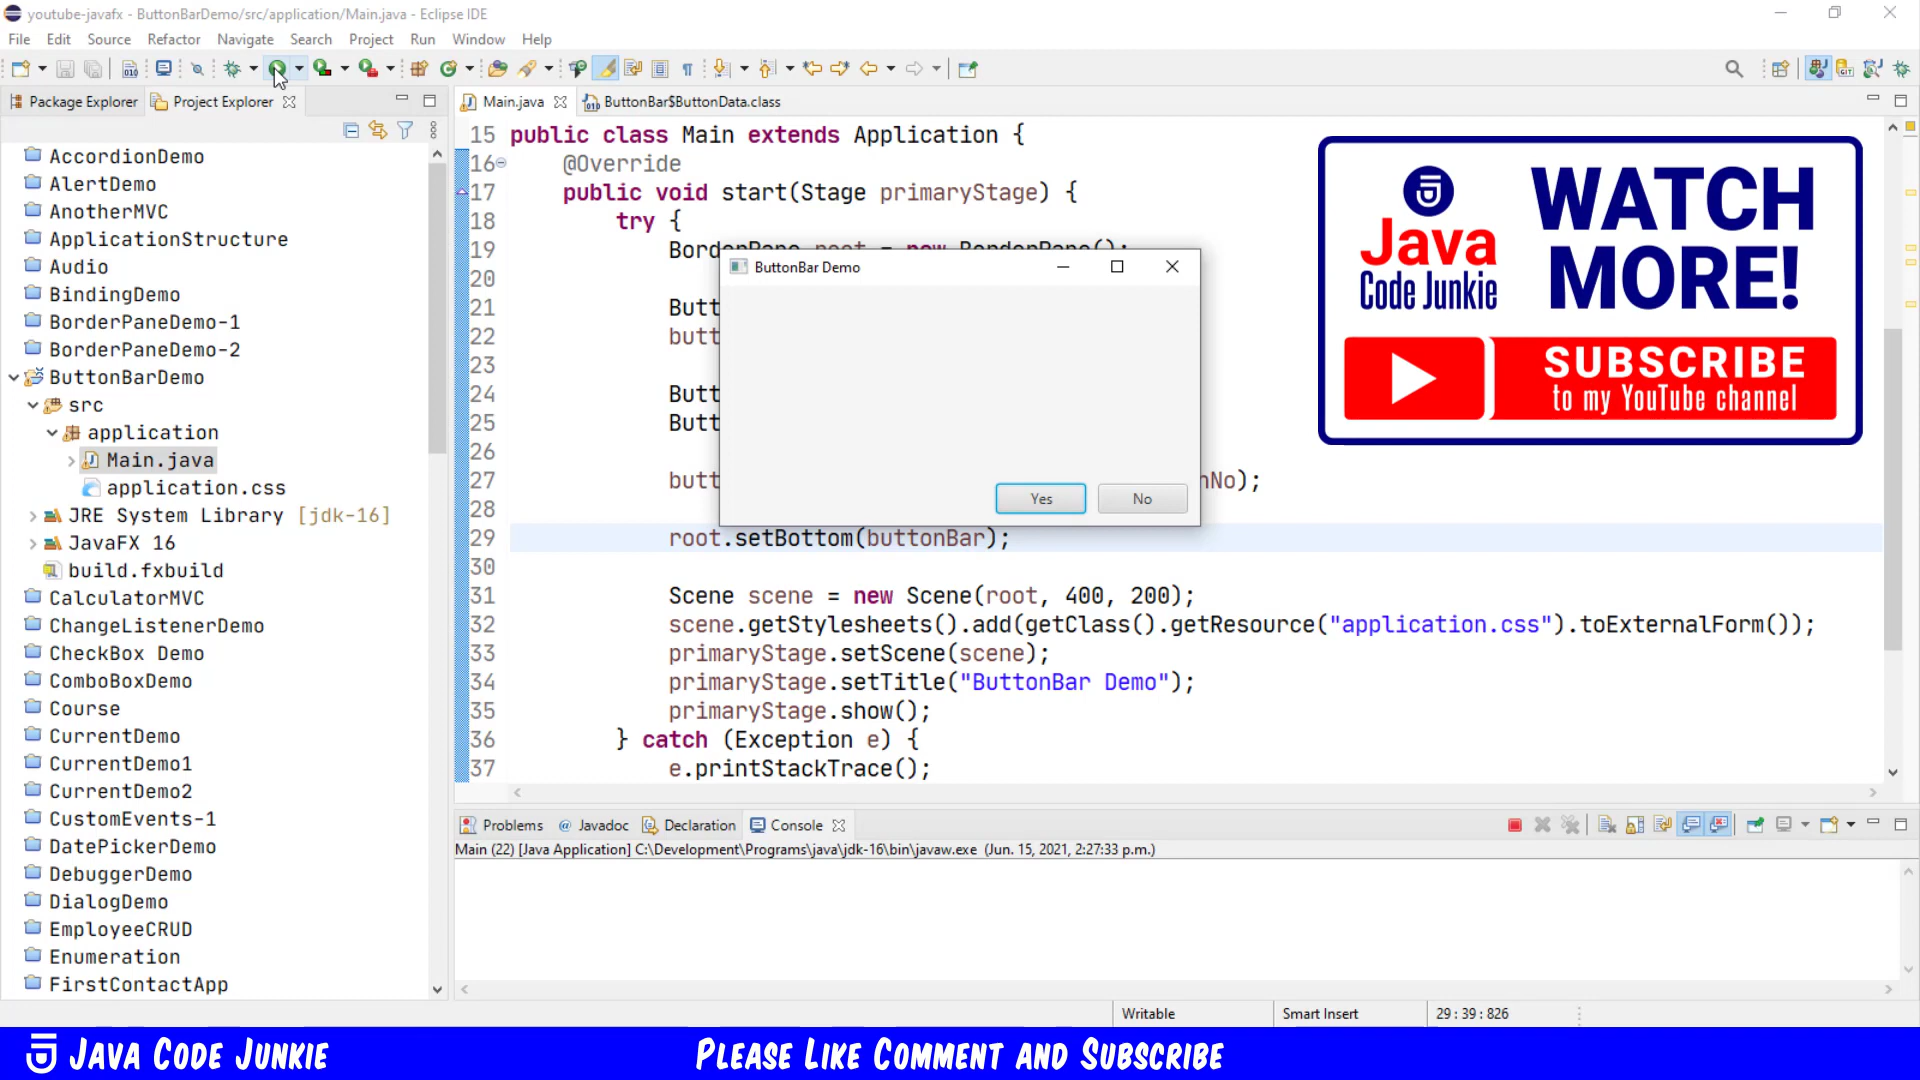 youtube-javafx - ButtonBarDemo/src/application/Main.java - Eclipse IDE
File Edit Source Refactor Navigate Search Project Run Window Help
Package Explorer Project Explorer
AccordionDemo
AlertDemo
AnotherMVC
ApplicationStructure
Audio
BindingDemo
BorderPaneDemo-1
BorderPaneDemo-2
ButtonBarDemo
src
application
Main.java
application.css
JRE System Library [jdk-16]
JavaFX 16
build.fxbuild
CalculatorMVC
ChangeListenerDemo
CheckBox Demo
ComboBoxDemo
Course
CurrentDemo
CurrentDemo1
CurrentDemo2
CustomEvents-1
DatePickerDemo
DebuggerDemo
DialogDemo
EmployeeCRUD
Enumeration
FirstContactApp
Main.java ButtonBar$ButtonData.class
15 public class Main extends Application {
16 @Override
17 public void start(Stage primaryStage) {
18 try {
19 BorderPane root = new BorderPane();
20
21 Butt
22 butt
23
24 Butt
25 Butt
26
27 butt nNo);
28
29 root.setBottom(buttonBar);
30
31 Scene scene = new Scene(root, 400, 200);
32 scene.getStylesheets().add(getClass().getResource("application.css").toExternalForm());
33 primaryStage.setScene(scene);
34 primaryStage.setTitle("ButtonBar Demo");
35 primaryStage.show();
36 } catch (Exception e) {
37 e.printStackTrace();
ButtonBar Demo
Yes No
Java
Code Junkie
WATCH
MORE!
SUBSCRIBE
to my YouTube channel
Problems @ Javadoc Declaration Console
Main (22) [Java Application] C:\Development\Programs\java\jdk-16\bin\javaw.exe (Jun. 15, 2021, 2:27:33 p.m.)
Writable Smart Insert 29 : 39 : 826
Java Code Junkie
Please Like Comment and Subscribe